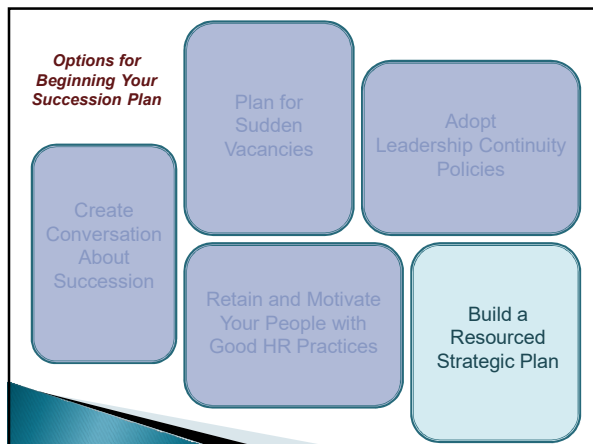 Options for
Beginning Your
Succession Plan
Plan for
Sudden
Vacancies
Adopt
Leadership Continuity
Policies
Create
Conversation
About
Succession
Retain and Motivate
Your People with
Good HR Practices
Build a
Resourced
Strategic Plan